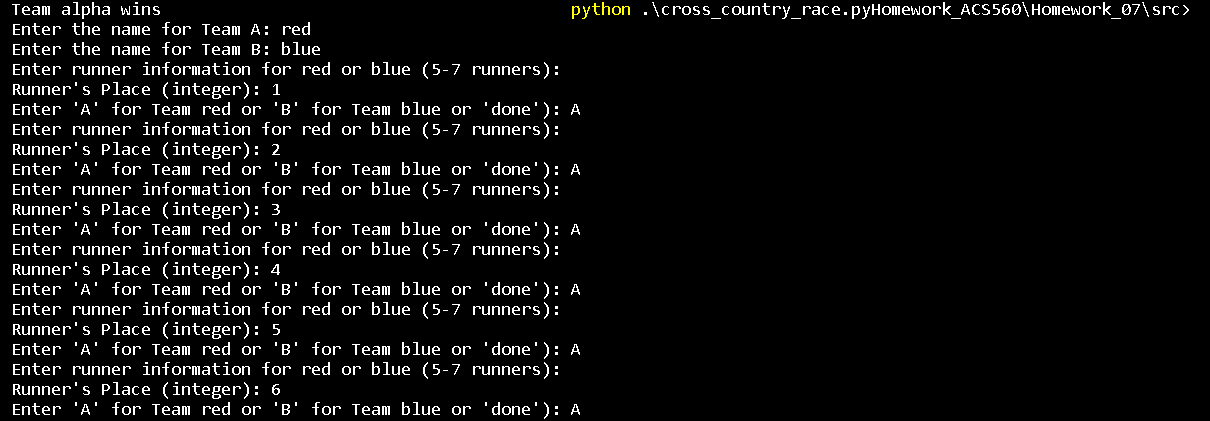 Team alpha wins python .\cross_country_race.pyHomework_ACS560\Homework_07\src>
Enter the name for Team A: red
Enter the name for Team B: blue
Enter runner information for red or blue (5-7 runners):
Runner's Place (integer): 1
Enter 'A' for Team red or 'B' for Team blue or 'done'): A
Enter runner information for red or blue (5-7 runners):
Runner's Place (integer): 2
Enter 'A' for Team red or 'B' for Team blue or 'done'): A
Enter runner information for red or blue (5-7 runners):
Runner's Place (integer): 3
Enter 'A' for Team red or 'B' for Team blue or 'done'): A
Enter runner information for red or blue (5-7 runners):
Runner's Place (integer): 4
Enter 'A' for Team red or 'B' for Team blue or 'done'): A
Enter runner information for red or blue (5-7 runners):
Runner's Place (integer): 5
Enter 'A' for Team red or 'B' for Team blue or 'done'): A
Enter runner information for red or blue (5-7 runners):
Runner's Place (integer): 6
Enter 'A' for Team red or 'B' for Team blue or 'done'): A